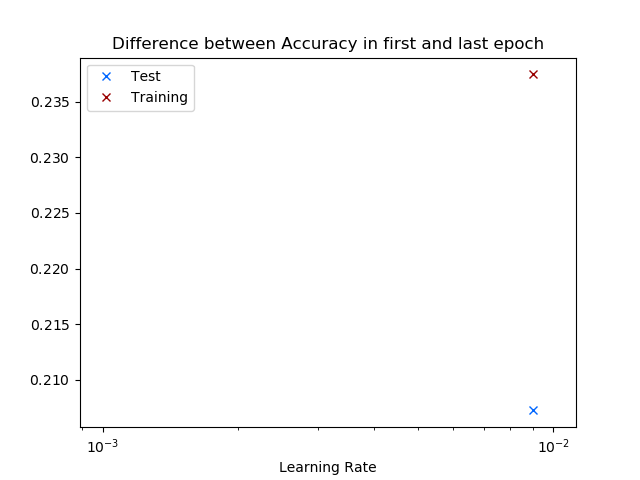 Difference between Accuracy in first and last epoch
Test
Training
0.235
0.230
0.225
0.220
0.215
0.210
10⁻³
10⁻²
Learning Rate